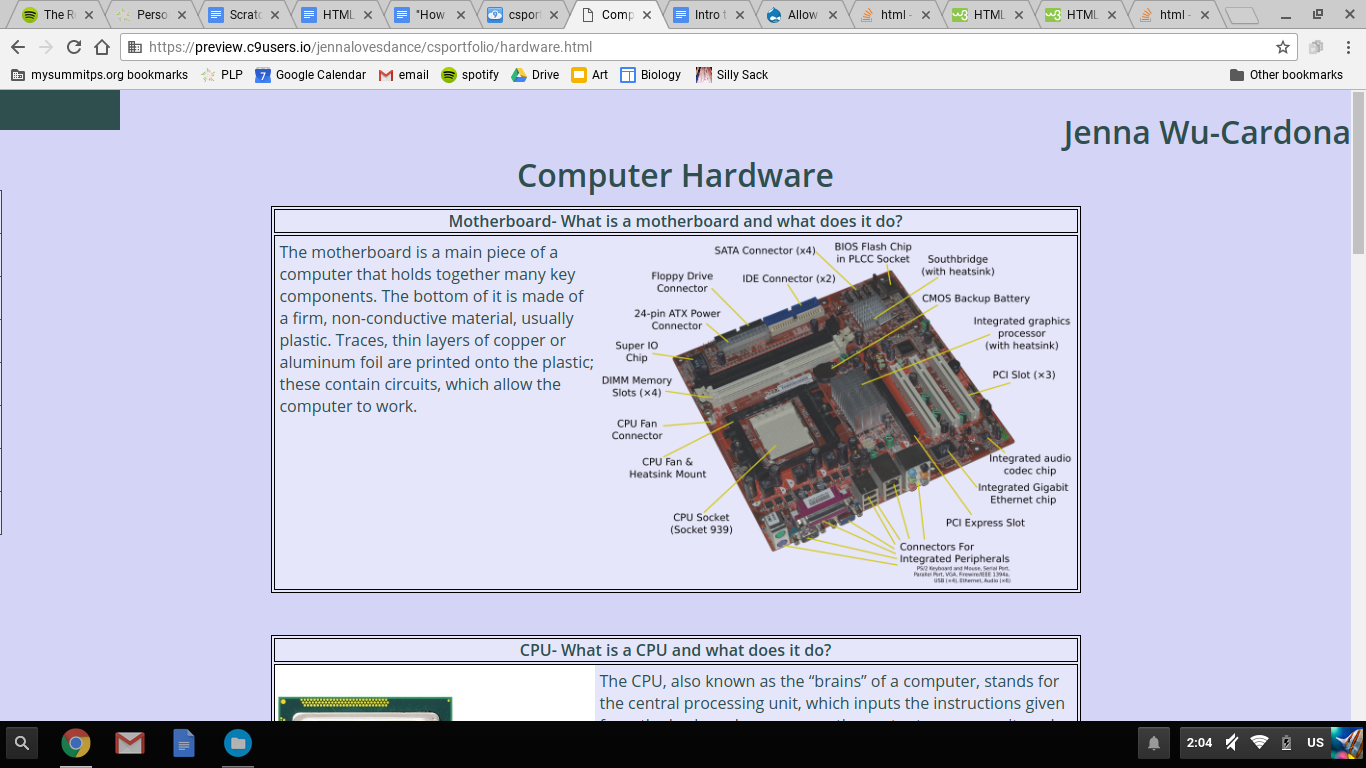 The R
Perso
Scratc
HTML
"How
cspor
Comp
Intro t
Allow
html -
HTML
HTML
html -
https://preview.c9users.io/jennalovesdance/csportfolio/hardware.html
mysummitps.org bookmarks
PLP
7
Google Calendar
email
spotify
Drive
Art
Biology
Silly Sack
Other bookmarks
Jenna Wu-Cardona
Computer Hardware
Motherboard- What is a motherboard and what does it do?
The motherboard is a main piece of a
computer that holds together many key
components. The bottom of it is made of
a firm, non-conductive material, usually
plastic. Traces, thin layers of copper or
aluminum foil are printed onto the plastic;
these contain circuits, which allow the
computer to work.
SATA Connector (x4)
BIOS Flash Chip
in PLCC Socket
Southbridge
(with heatsink)
Floppy Drive
Connector
IDE Connector (x2)
CMOS Backup Battery
24-pin ATX Power
Connector
Integrated graphics
processor
(with heatsink)
Super IO
Chip
PCI Slot (×3)
DIMM Memory
Slots (×4)
CPU Fan
Connector
CPU Fan &
Heatsink Mount
Integrated audio
codec chip
Integrated Gigabit
Ethernet chip
CPU Socket
(Socket 939)
PCI Express Slot
Connectors For
Integrated Peripherals
PS/2 Keyboard and Mouse, Serial Port,
Parallel Port, VGA, Firewire/IEEE 1394a,
USB (×4), Ethernet, Audio (×6)
CPU- What is a CPU and what does it do?
The CPU, also known as the “brains” of a computer, stands for
the central processing unit, which inputs the instructions given
2:04
US